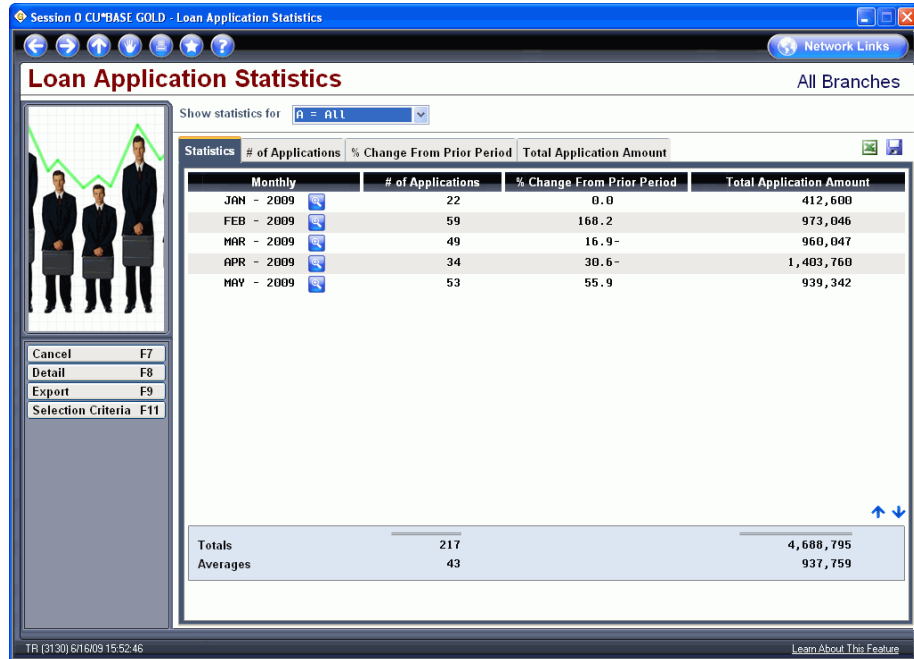 Session 0 CU*BASE GOLD - Loan Application Statistics
Network Links
Loan Application Statistics
All Branches
Show statistics for A = All
Statistics # of Applications % Change From Prior Period Total Application Amount
Monthly # of Applications % Change From Prior Period Total Application Amount
JAN - 2009 22 0.0 412,600
FEB - 2009 59 168.2 973,046
MAR - 2009 49 16.9- 960,047
APR - 2009 34 30.6- 1,403,760
MAY - 2009 53 55.9 939,342
Cancel F7
Detail F8
Export F9
Selection Criteria F11
Totals 217 4,688,795
Averages 43 937,759
TR (3130) 6/16/09 15:52:46
Learn About This Feature